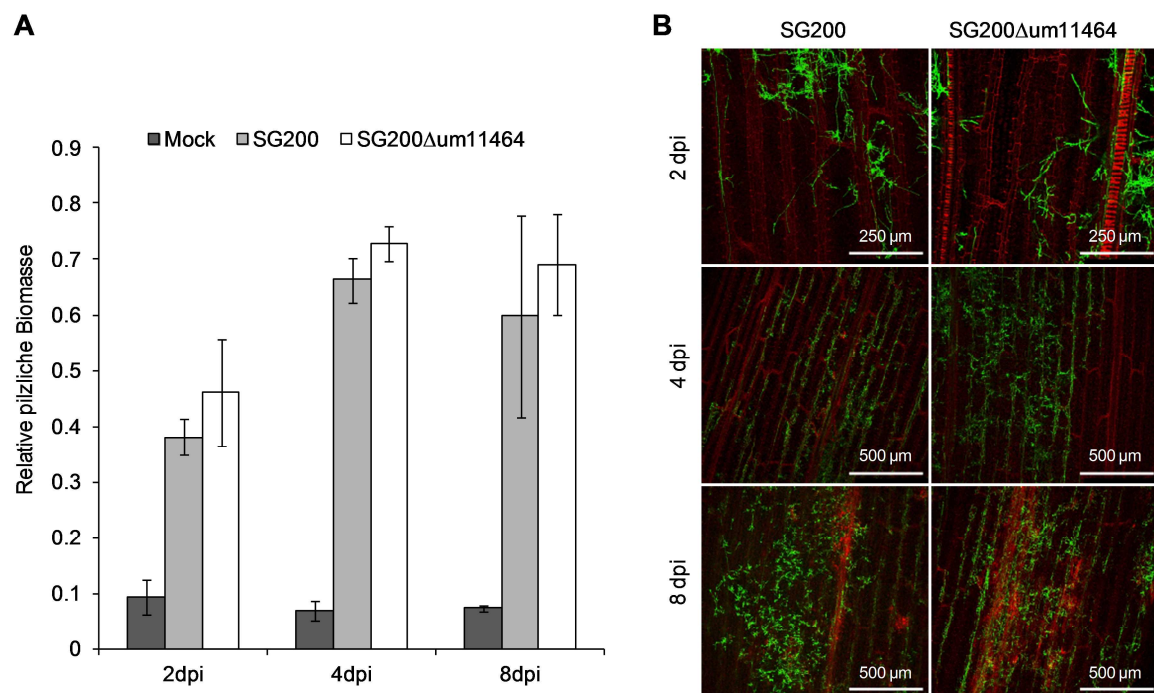 A
Mock SG200 SG200Δum11464
Relative pilzliche Biomasse
0.9
0.8
0.7
0.6
0.5
0.4
0.3
0.2
0.1
0
2dpi 4dpi 8dpi
B
SG200 SG200Δum11464
2 dpi
250 µm 250 µm
4 dpi
500 µm 500 µm
8 dpi
500 µm 500 µm